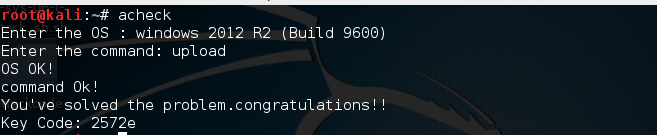 root@kali:~# acheck
Enter the OS : windows 2012 R2 (Build 9600)
Enter the command: upload
OS OK!
command Ok!
You've solved the problem.congratulations!!
Key Code: 2572e